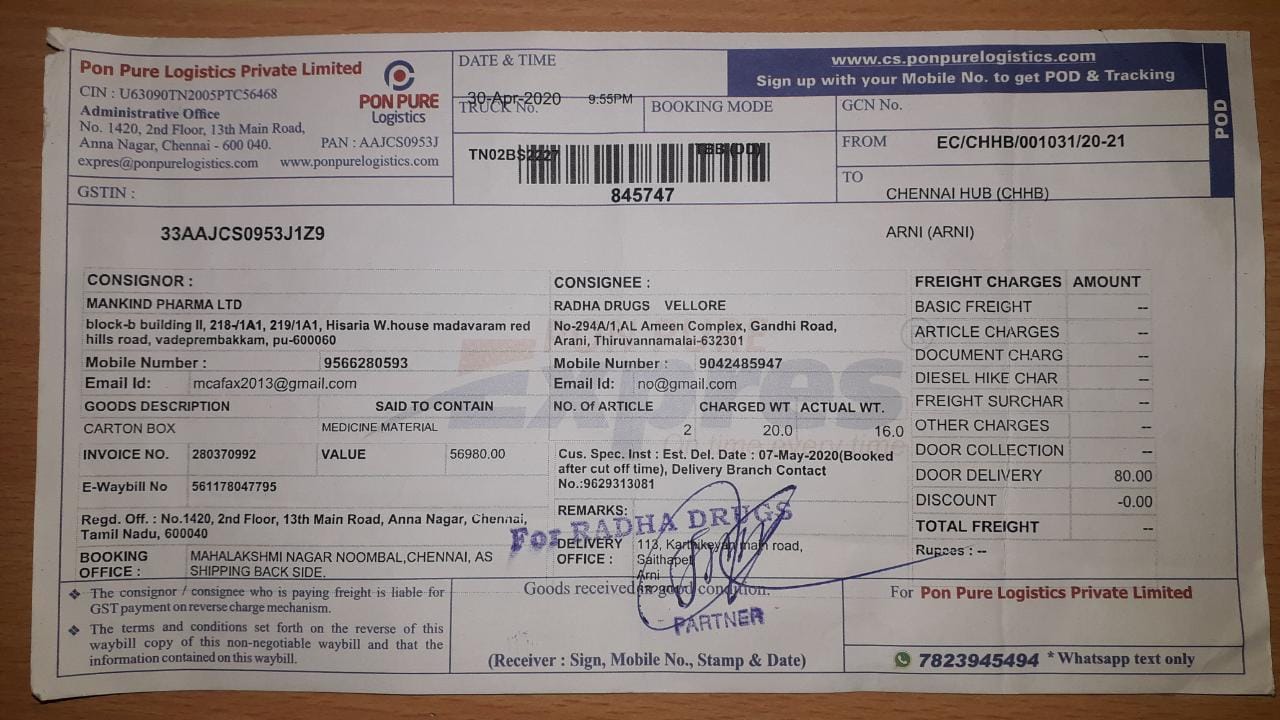 Pon Pure Logistics Private Limited
CIN : U63090TN2005PTC56468
Administrative Office
No. 1420, 2nd Floor, 13th Main Road,
Anna Nagar, Chennai - 600 040. PAN : AAJCS0953J
expres@ponpurelogistics.com www.ponpurelogistics.com
PON PURE
Logistics
GSTIN :
33AAJCS0953J1Z9
DATE & TIME
30-Apr-2020 9:55PM
TRUCK No. BOOKING MODE
TN02BS2227 TBB(DD)
845747
www.cs.ponpurelogistics.com
Sign up with your Mobile No. to get POD & Tracking
POD
GCN No.
FROM EC/CHHB/001031/20-21
TO
CHENNAI HUB (CHHB)
ARNI (ARNI)
CONSIGNOR :
MANKIND PHARMA LTD
block-b building II, 218-/1A1, 219/1A1, Hisaria W.house madavaram red
hills road, vadeprembakkam, pu-600060
Mobile Number : 9566280593
Email Id: mcafax2013@gmail.com
CONSIGNEE :
RADHA DRUGS VELLORE
No-294A/1,AL Ameen Complex, Gandhi Road,
Arani, Thiruvannamalai-632301
Mobile Number : 9042485947
Email Id: no@gmail.com
GOODS DESCRIPTION SAID TO CONTAIN NO. Of ARTICLE CHARGED WT ACTUAL WT.
CARTON BOX MEDICINE MATERIAL 2 20.0 16.0
INVOICE NO. 280370992 VALUE 56980.00
E-Waybill No 561178047795
Regd. Off. : No.1420, 2nd Floor, 13th Main Road, Anna Nagar, Chennai,
Tamil Nadu, 600040
BOOKING OFFICE : MAHALAKSHMI NAGAR NOOMBAL,CHENNAI, AS
SHIPPING BACK SIDE.
Cus. Spec. Inst : Est. Del. Date : 07-May-2020(Booked
after cut off time), Delivery Branch Contact
No.:9629313081
REMARKS:
For RADHA DRUGS
DELIVERY OFFICE : 113, Karthikeyan main road,
Saithapet
Arni
PARTNER
Expres
On time every time
FREIGHT CHARGES AMOUNT
BASIC FREIGHT --
ARTICLE CHARGES --
DOCUMENT CHARG --
DIESEL HIKE CHAR --
FREIGHT SURCHAR --
OTHER CHARGES --
DOOR COLLECTION --
DOOR DELIVERY 80.00
DISCOUNT -0.00
TOTAL FREIGHT --
Rupees : --
❖ The consignor / consignee who is paying freight is liable for
GST payment on reverse charge mechanism.
❖ The terms and conditions set forth on the reverse of this
waybill copy of this non-negotiable waybill and that the
information contained on this waybill.
Goods received in good condition.
(Receiver : Sign, Mobile No., Stamp & Date)
For Pon Pure Logistics Private Limited
7823945494 *Whatsapp text only